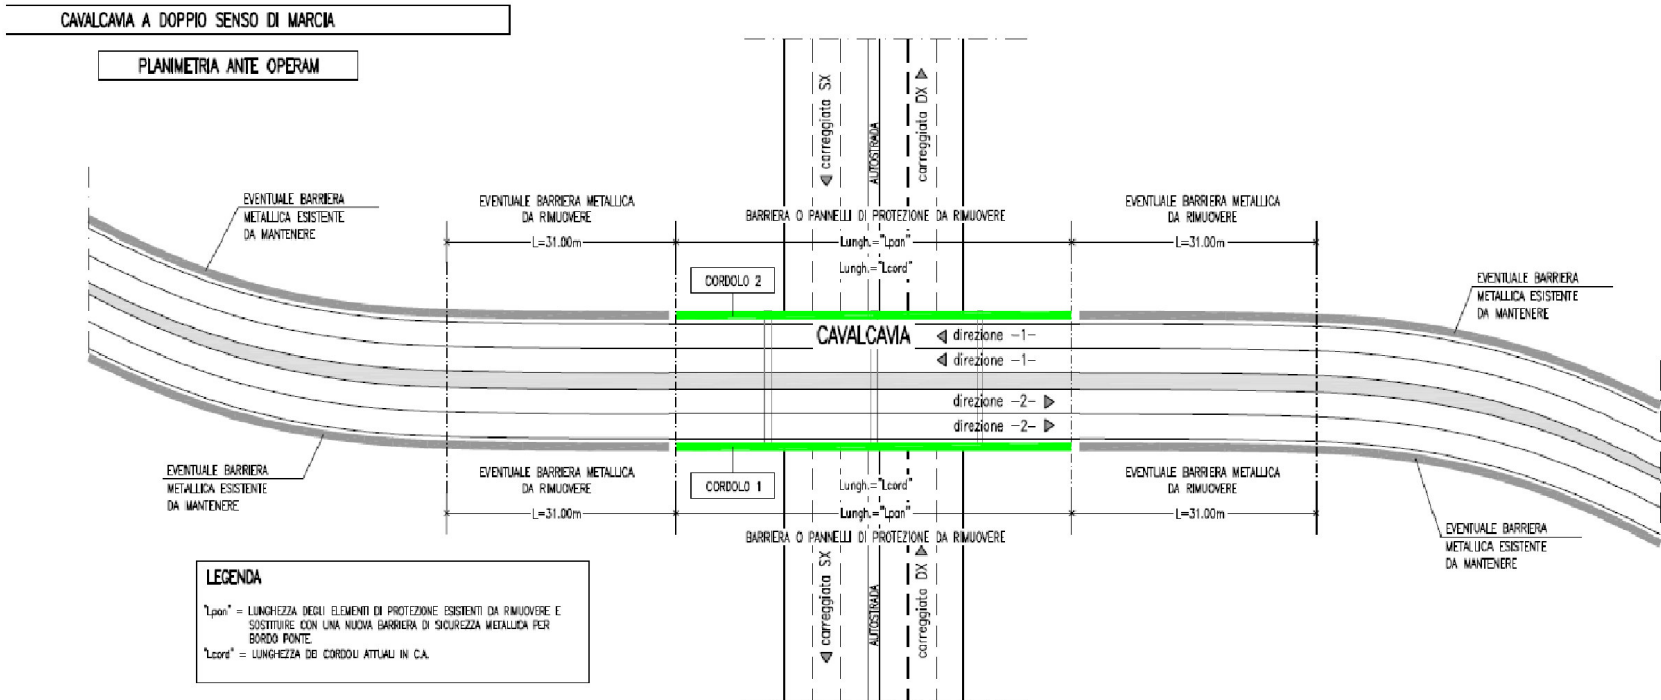 CAVALCAVIA A DOPPIO SENSO DI MARCIA
PLANIMETRIA ANTE OPERAM
carreggiata SX
AUTOSTRADA
carreggiata DX
EVENTUALE BARRIERA
METALLICA ESISTENTE
DA MANTENERE
EVENTUALE BARRIERA METALLICA
DA RIMUOVERE
L=31.00m
BARRIERA O PANNELLI DI PROTEZIONE DA RIMUOVERE
Lungh.="Lpan"
Lungh.="Lcord"
EVENTUALE BARRIERA METALLICA
DA RIMUOVERE
L=31.00m
CORDOLO 2
EVENTUALE BARRIERA
METALLICA ESISTENTE
DA MANTENERE
CAVALCAVIA
direzione -1-
direzione -1-
direzione -2-
direzione -2-
EVENTUALE BARRIERA
METALLICA ESISTENTE
DA MANTENERE
EVENTUALE BARRIERA METALLICA
DA RIMUOVERE
L=31.00m
CORDOLO 1
Lungh.="Lcord"
Lungh.="Lpan"
BARRIERA O PANNELLI DI PROTEZIONE DA RIMUOVERE
EVENTUALE BARRIERA METALLICA
DA RIMUOVERE
L=31.00m
EVENTUALE BARRIERA
METALLICA ESISTENTE
DA MANTENERE
carreggiata SX
AUTOSTRADA
carreggiata DX
LEGENDA
"Lpan" = LUNGHEZZA DEGLI ELEMENTI DI PROTEZIONE ESISTENTI DA RIMUOVERE E
SOSTITUIRE CON UNA NUOVA BARRIERA DI SICUREZZA METALLICA PER
BORDO PONTE.
"Lcord" = LUNGHEZZA DEI CORDOLI ATTUALI IN C.A.